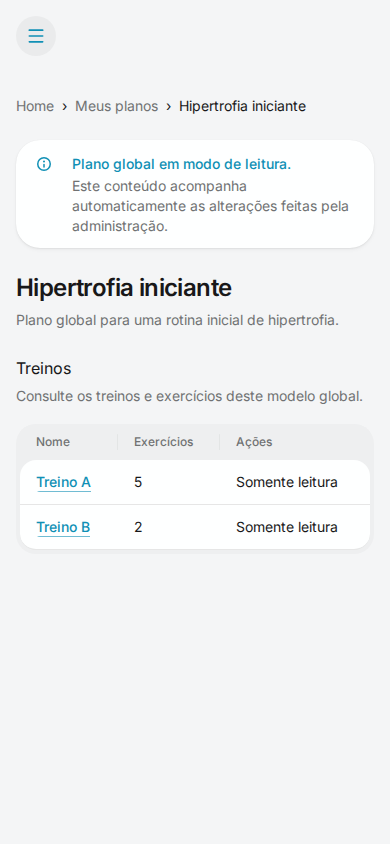 Home › Meus planos › Hipertrofia iniciante
Plano global em modo de leitura.
Este conteúdo acompanha
automaticamente as alterações feitas pela
administração.
Hipertrofia iniciante
Plano global para uma rotina inicial de hipertrofia.
Treinos
Consulte os treinos e exercícios deste modelo global.
Nome Exercícios Ações
Treino A 5 Somente leitura
Treino B 2 Somente leitura